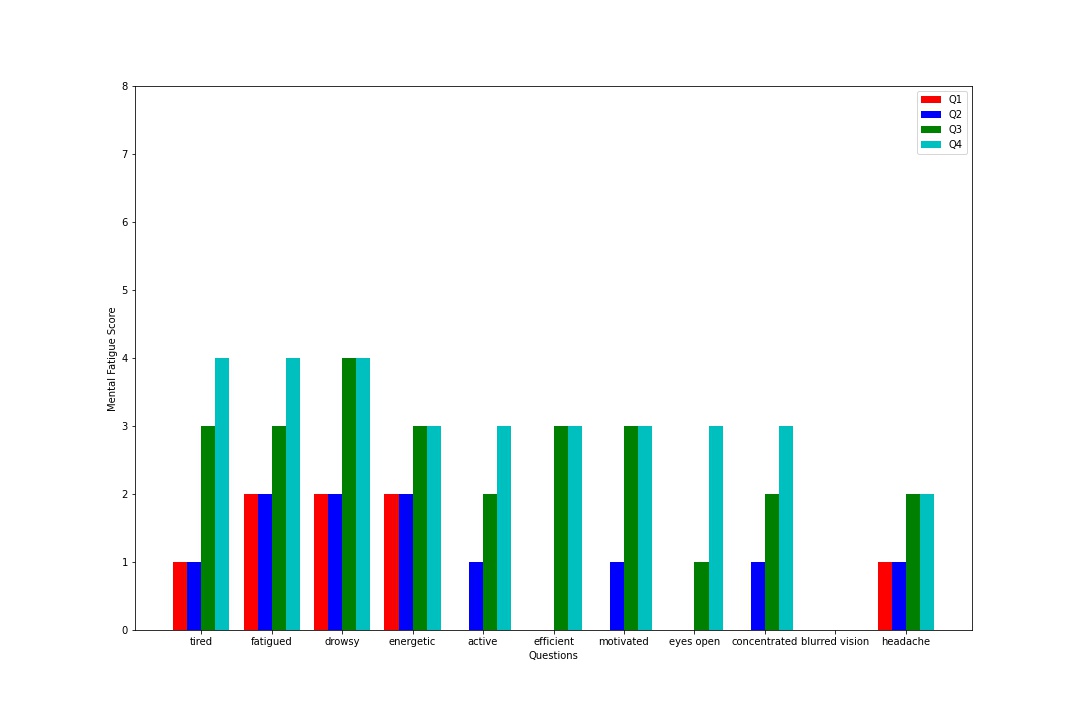 8
7
6
5
4
3
2
1
0
Mental Fatigue Score
Q1
Q2
Q3
Q4
tired fatigued drowsy energetic active efficient motivated eyes open concentrated blurred vision headache
Questions